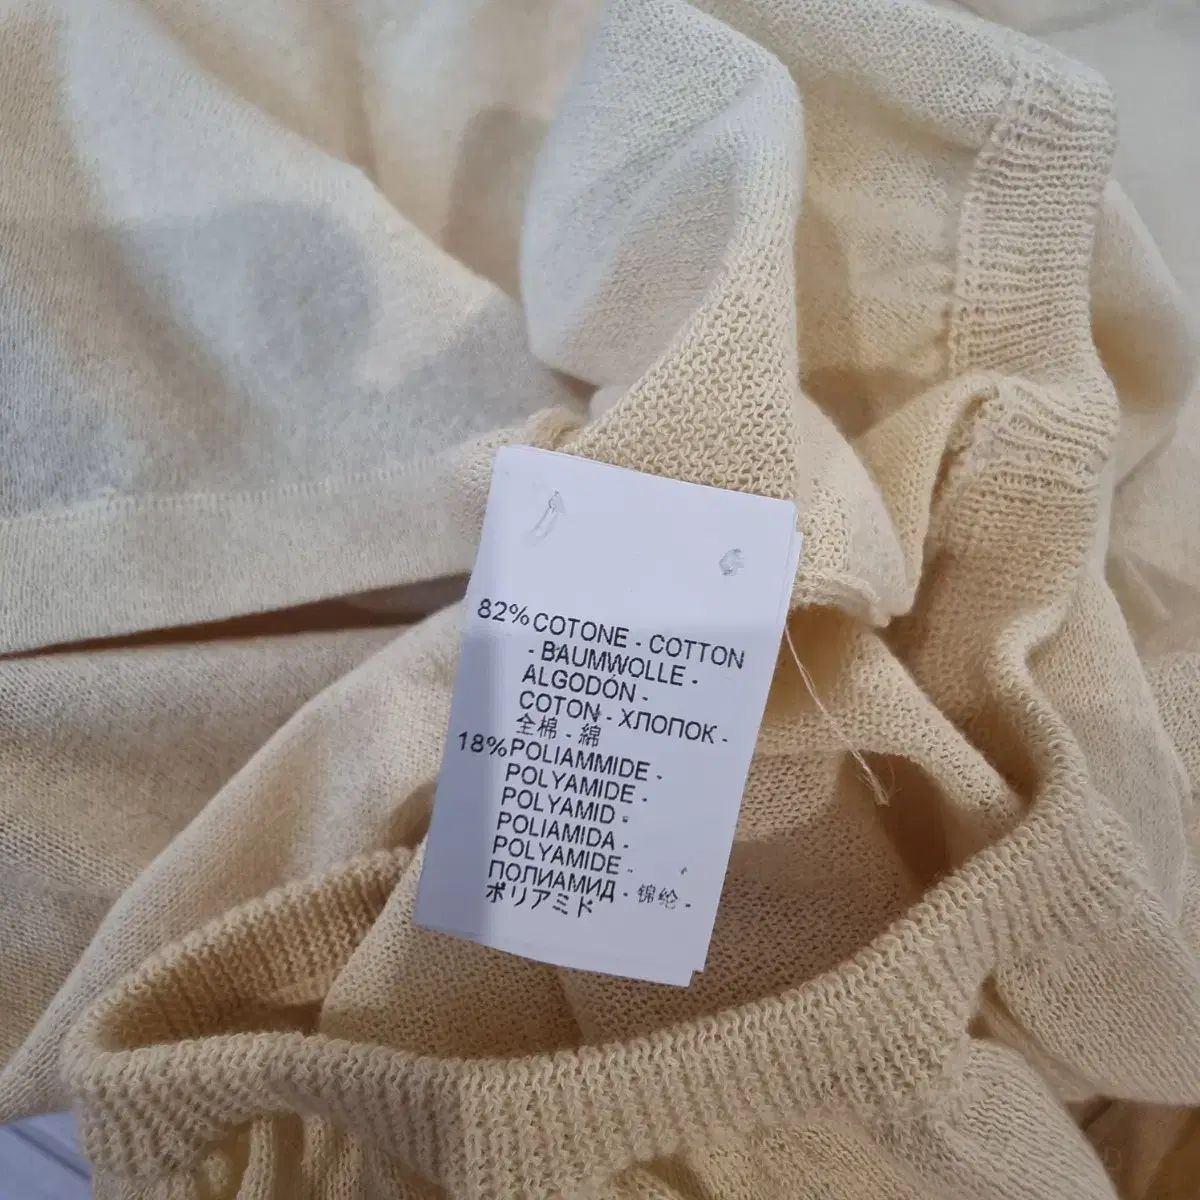 82% COTONE - COTTON
- BAUMWOLLE -
ALGODÓN -
COTON - ХЛОПОК -
全棉 - 綿
18% POLIAMMIDE -
POLYAMIDE -
POLYAMID -
POLIAMIDA -
POLYAMIDE -
ПОЛИАМИД - 锦纶 -
ポリアミド